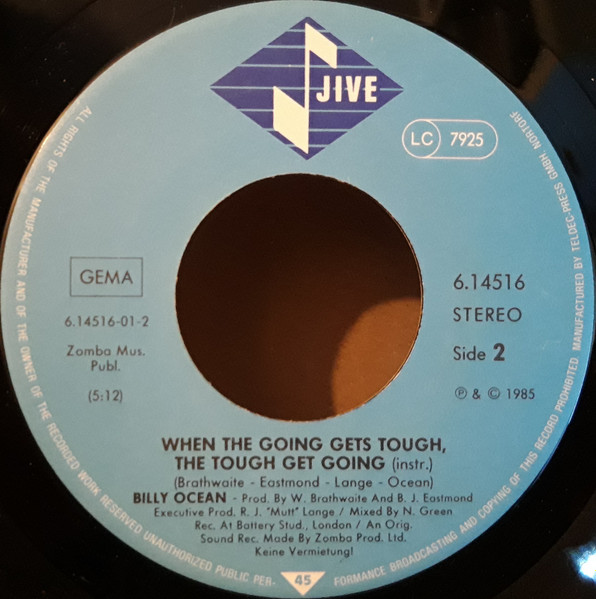 JIVE
LC 7925
GEMA
6.14516-01-2
Zomba Mus.
Publ.
(5:12)
6.14516
STEREO
Side 2
℗ & © 1985
WHEN THE GOING GETS TOUGH,
THE TOUGH GET GOING (instr.)
(Brathwaite - Eastmond - Lange - Ocean)
BILLY OCEAN - Prod. By W. Brathwaite And B. J. Eastmond
Executive Prod. R. J. "Mutt" Lange / Mixed By N. Green
Rec. At Battery Stud., London / An Orig.
Sound Rec. Made By Zomba Prod. Ltd.
Keine Vermietung!
45
ALL RIGHTS OF THE MANUFACTURER AND OF THE OWNER OF THE RECORDED WORK RESERVED UNAUTHORIZED PUBLIC PER-FORMANCE BROADCASTING AND COPYING OF THIS RECORD PROHIBITED MANUFACTURED BY TELDEC-PRESS GMBH, NORTORF